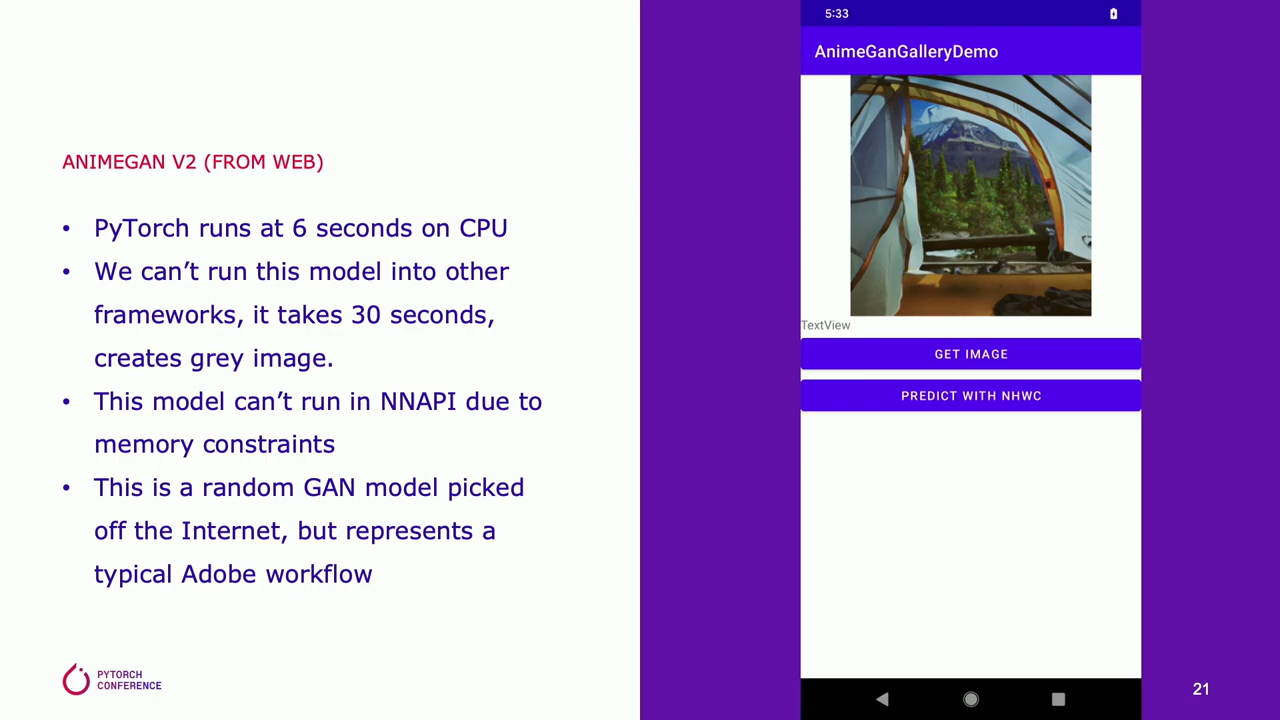 ANIMEGAN V2 (FROM WEB)
• PyTorch runs at 6 seconds on CPU
• We can’t run this model into other
frameworks, it takes 30 seconds,
creates grey image.
• This model can’t run in NNAPI due to
memory constraints
• This is a random GAN model picked
off the Internet, but represents a
typical Adobe workflow
PYTORCH
CONFERENCE
5:33
AnimeGanGalleryDemo
TextView
GET IMAGE
PREDICT WITH NHWC
21